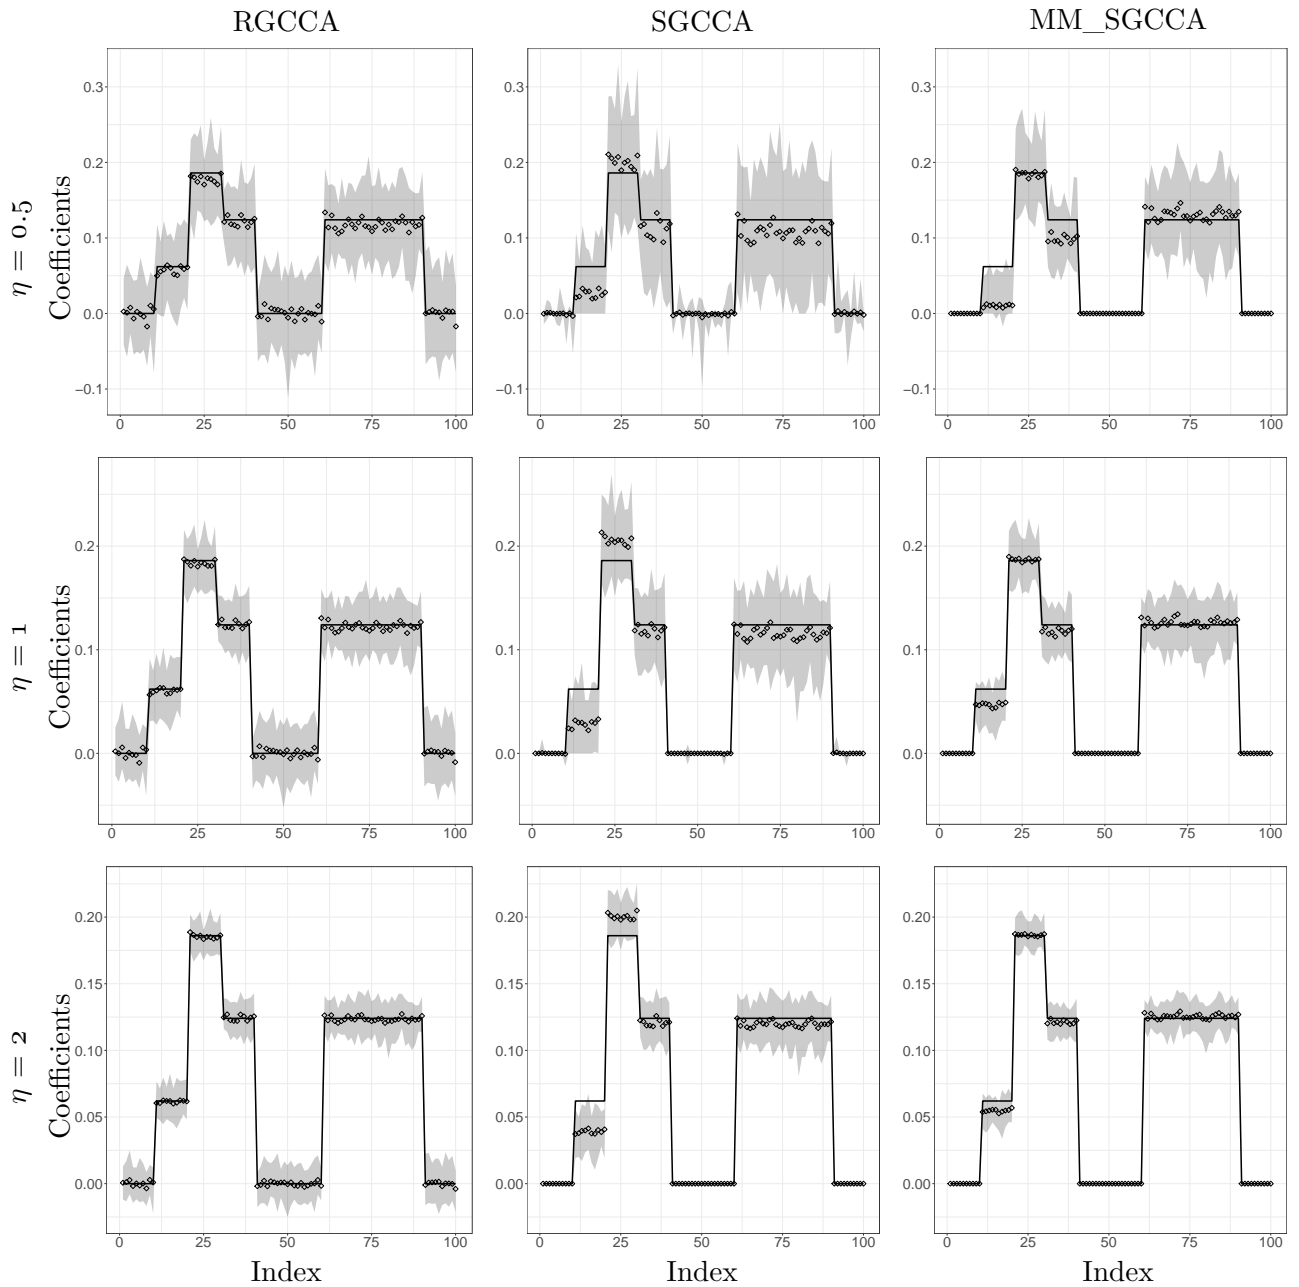 RGCCA SGCCA MM_SGCCA
η = 0.5
Coefficients
0.3 0.2 0.1 0.0 −0.1
0 25 50 75 100
0.3 0.2 0.1 0.0 −0.1
0 25 50 75 100
0.3 0.2 0.1 0.0 −0.1
0 25 50 75 100
η = 1
Coefficients
0.2 0.1 0.0
0 25 50 75 100
0.2 0.1 0.0
0 25 50 75 100
0.2 0.1 0.0
0 25 50 75 100
η = 2
Coefficients
0.20 0.15 0.10 0.05 0.00
0 25 50 75 100
0.20 0.15 0.10 0.05 0.00
0 25 50 75 100
0.20 0.15 0.10 0.05 0.00
0 25 50 75 100
Index Index Index